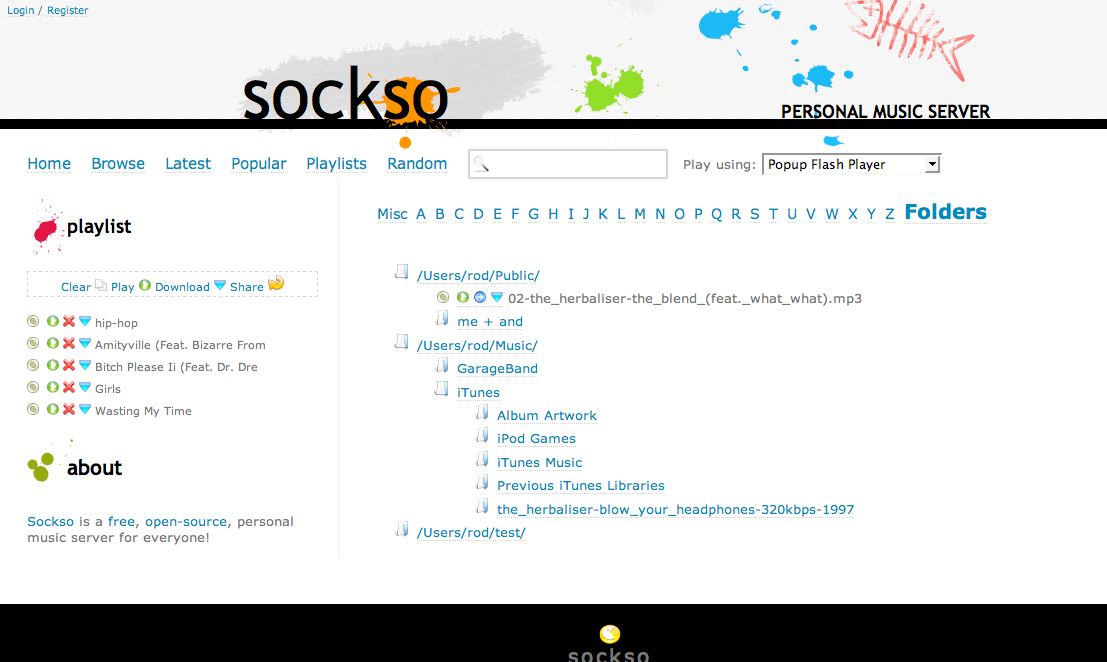 Login / Register
sockso
PERSONAL MUSIC SERVER
Home Browse Latest Popular Playlists Random Play using: Popup Flash Player
playlist
Clear Play Download Share
hip-hop
Amityville (Feat. Bizarre From
Bitch Please Ii (Feat. Dr. Dre
Girls
Wasting My Time
about
Sockso is a free, open-source, personal
music server for everyone!
Misc A B C D E F G H I J K L M N O P Q R S T U V W X Y Z Folders
/Users/rod/Public/
02-the_herbaliser-the_blend_(feat._what_what).mp3
me + and
/Users/rod/Music/
GarageBand
iTunes
Album Artwork
iPod Games
iTunes Music
Previous iTunes Libraries
the_herbaliser-blow_your_headphones-320kbps-1997
/Users/rod/test/
sockso